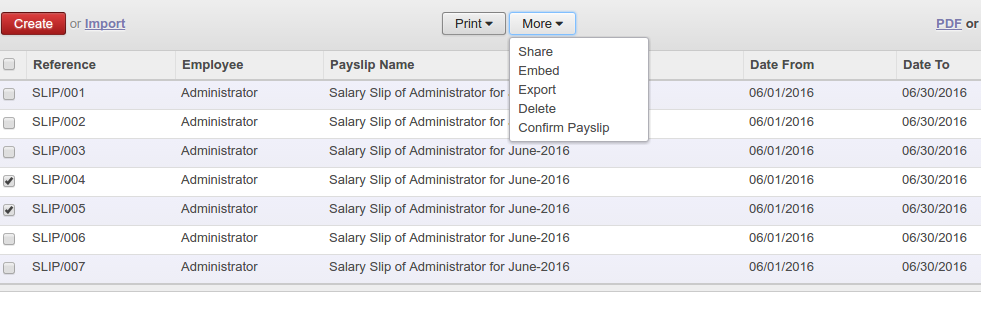 Create or Import Print More PDF or
Share
Reference Employee Payslip Name Date From Date To
Embed
Export
SLIP/001 Administrator Salary Slip of Administrator for 06/01/2016 06/30/2016
Delete
SLIP/002 Administrator Salary Slip of Administrator for 06/01/2016 06/30/2016
Confirm Payslip
SLIP/003 Administrator Salary Slip of Administrator for June-2016 06/01/2016 06/30/2016
SLIP/004 Administrator Salary Slip of Administrator for June-2016 06/01/2016 06/30/2016
SLIP/005 Administrator Salary Slip of Administrator for June-2016 06/01/2016 06/30/2016
SLIP/006 Administrator Salary Slip of Administrator for June-2016 06/01/2016 06/30/2016
SLIP/007 Administrator Salary Slip of Administrator for June-2016 06/01/2016 06/30/2016